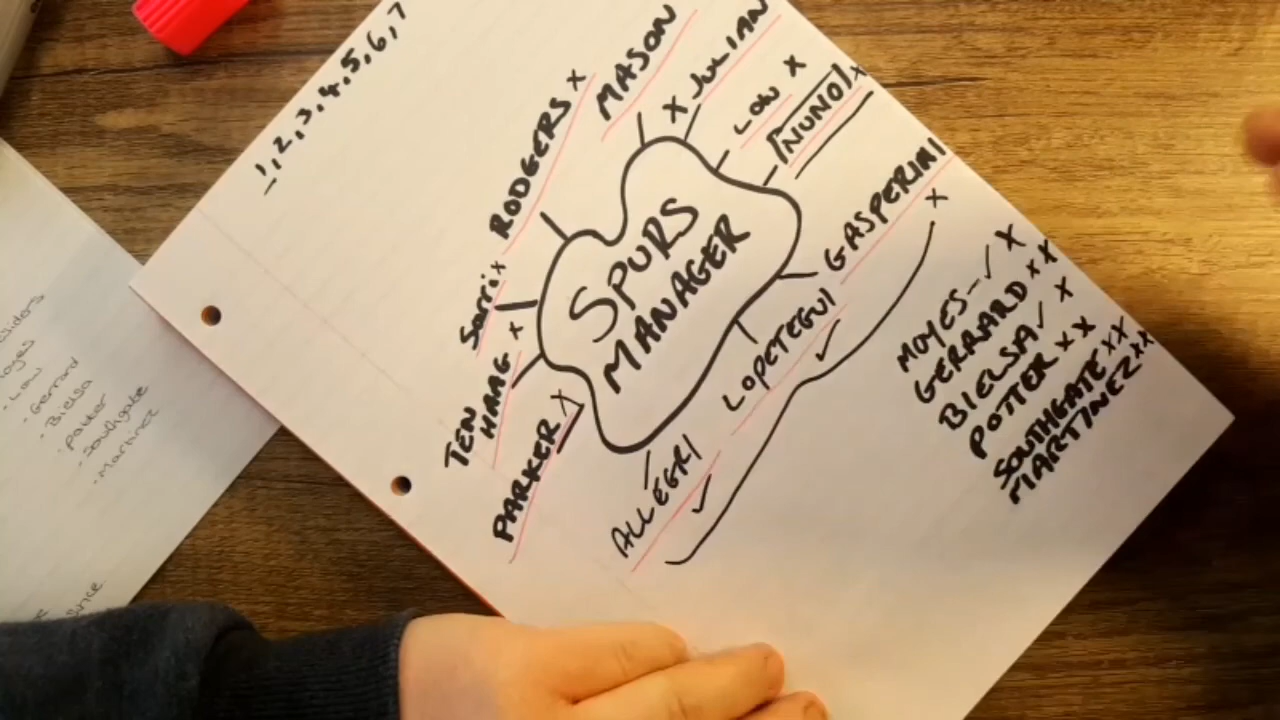 1, 2, 3, 4, 5, 6, 7
SPURS
MANAGER
MASON
X JULIAN
LOW X
NUNO X
GASPERINI
X
LOPETEGUI
✓
ALLEGRI
✓
PARKER X
TEN
HAAG X
Sarri x
RODGERS X
MOYES - ✓ X
GERRARD X X
BIELSA ✓ X
POTTER X X
SOUTHGATE X X
MARTINEZ X X
Low
Gerrard
Bielsa
potter
Southgate
Martinez